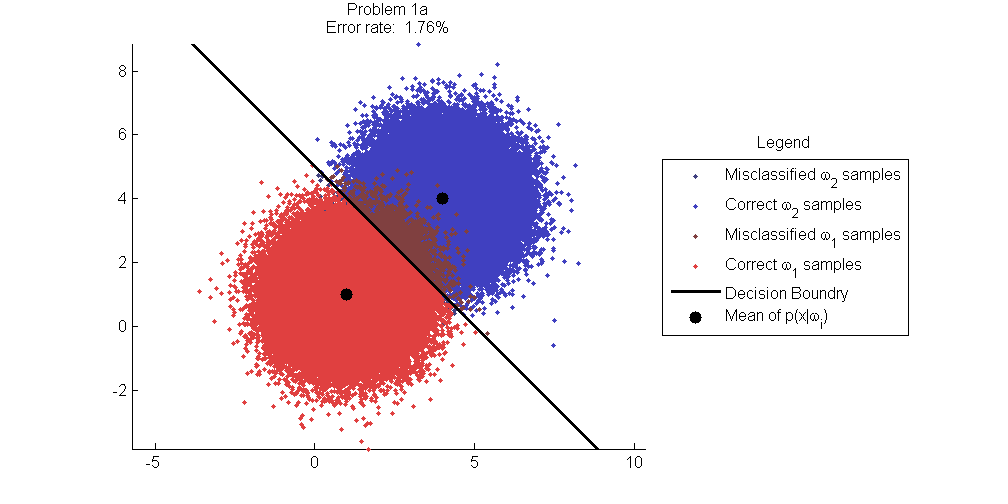 Problem 1a
Error rate: 1.76%
8
6
4
2
0
-2
-5
0
5
10
Legend
Misclassified ω₂ samples
Correct ω₂ samples
Misclassified ω₁ samples
Correct ω₁ samples
Decision Boundry
Mean of p(x|ωᵢ)